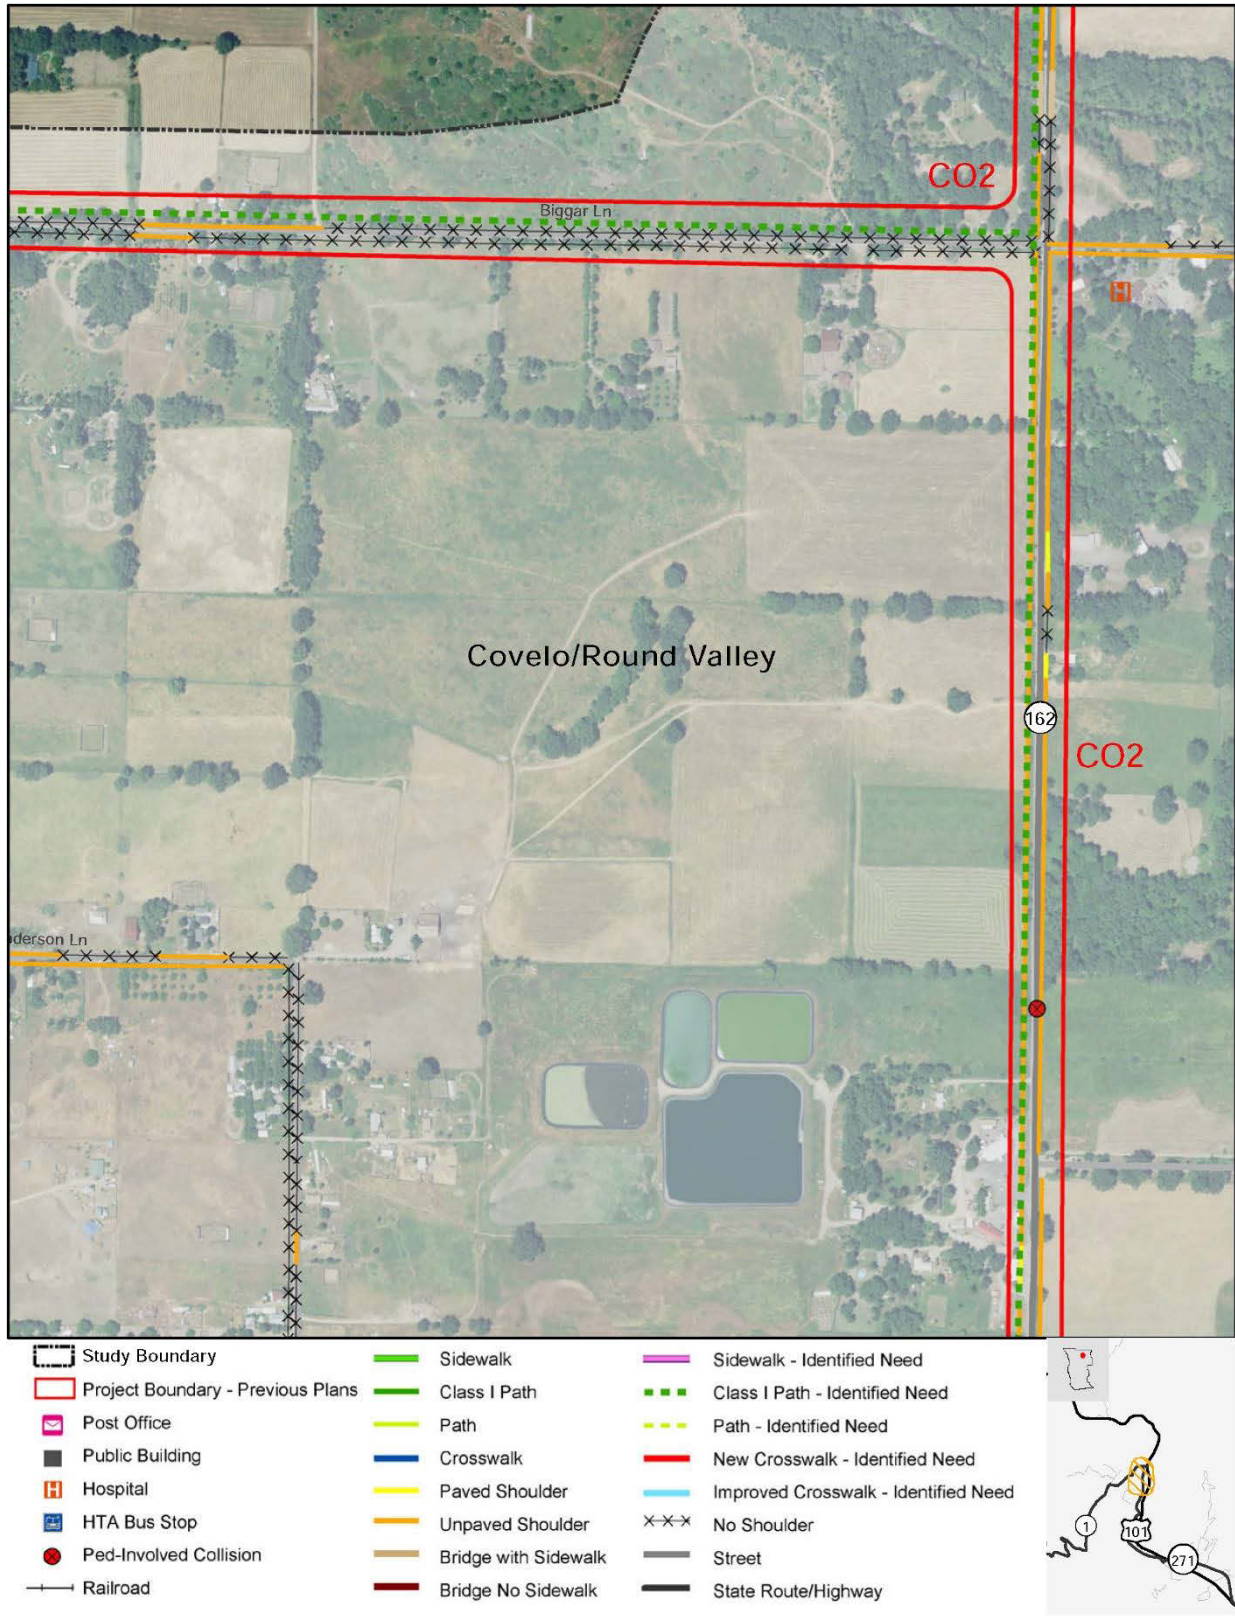 CO2
Biggar Ln
H
Covelo/Round Valley
162
CO2
derson Ln
Study Boundary
Project Boundary - Previous Plans
Post Office
Public Building
H Hospital
HTA Bus Stop
Ped-Involved Collision
Railroad
Sidewalk
Class I Path
Path
Crosswalk
Paved Shoulder
Unpaved Shoulder
Bridge with Sidewalk
Bridge No Sidewalk
Sidewalk - Identified Need
Class I Path - Identified Need
Path - Identified Need
New Crosswalk - Identified Need
Improved Crosswalk - Identified Need
No Shoulder
Street
State Route/Highway
1
101
271